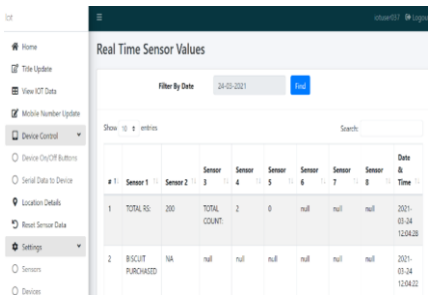 Iot
iotuser037 Logout
Home
Title Update
View IOT Data
Mobile Number Update
Device Control
Device On/Off Buttons
Serial Data to Device
Location Details
Reset Sensor Data
Settings
Sensors
Devices
Real Time Sensor Values
Filter By Date 24-03-2021 Find
Show 10 entries Search:
# Sensor 1 Sensor 2 Sensor 3 Sensor 4 Sensor 5 Sensor 6 Sensor 7 Sensor 8 Date & Time
1 TOTAL RS: 200 TOTAL COUNT: 2 0 null null null 2021-03-24 12:04:28
2 BISCUIT PURCHASED NA null null null null null null 2021-03-24 12:04:22